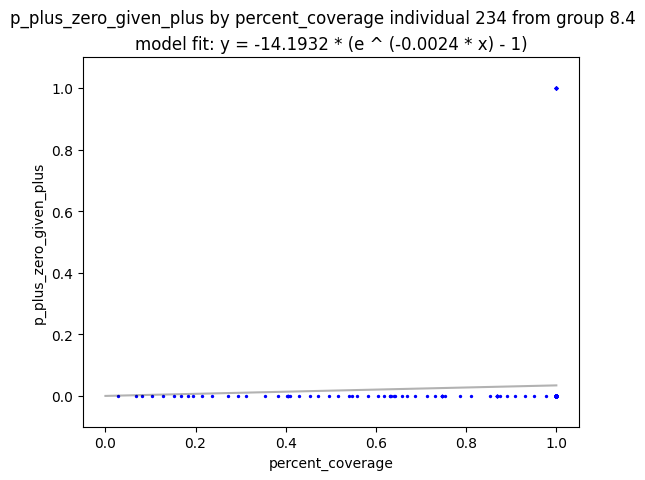 p_plus_zero_given_plus by percent_coverage individual 234 from group 8.4
model fit: y = -14.1932 * (e ^ (-0.0024 * x) - 1)
1.0
0.8
0.6
0.4
0.2
0.0
p_plus_zero_given_plus
0.0 0.2 0.4 0.6 0.8 1.0
percent_coverage